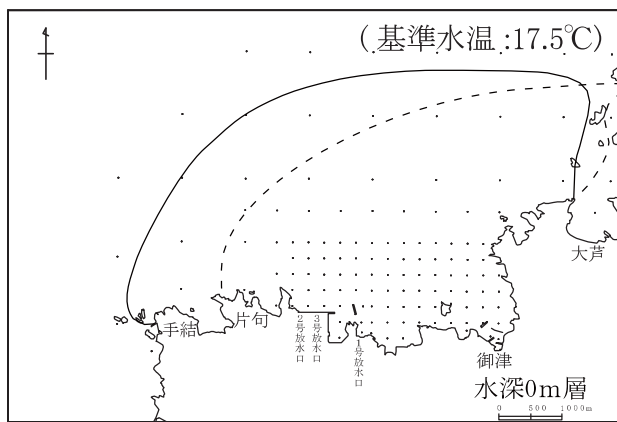 (基準水温:17.5℃)
大芦
手結
片句
2号放水口
3号放水口
1号放水口
御津
水深0m層
0 500 1000m